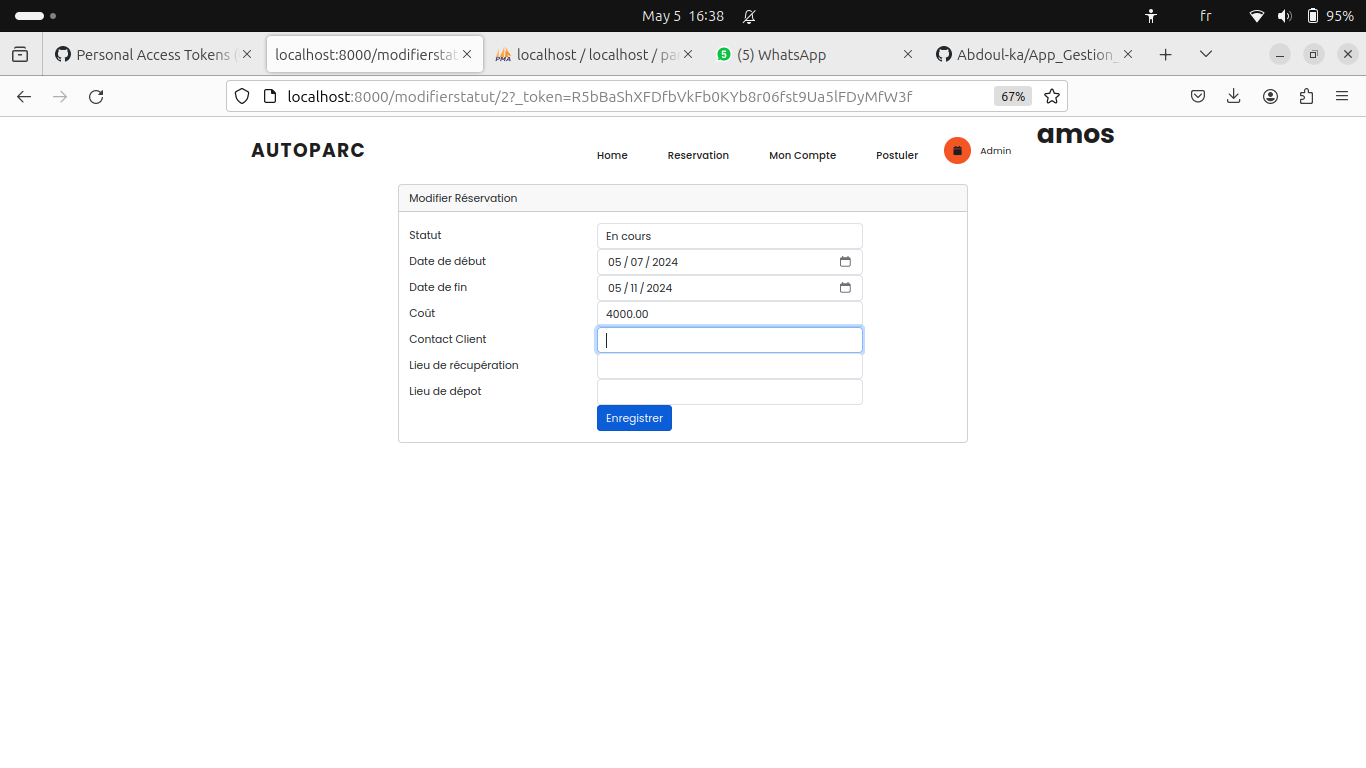 May 5 16:38
fr
95%
Personal Access Tokens (
localhost:8000/modifierstat
localhost / localhost / pa
5
(5) WhatsApp
Abdoul-ka/App_Gestion_
localhost:8000/modifierstatut/2?_token=R5bBaShXFDfbVkFb0KYb8r06fst9Ua5lFDyMfW3f
67%
AUTOPARC
Home
Reservation
Mon Compte
Postuler
Admin
amos
Modifier Réservation
Statut
En cours
Date de début
05 / 07 / 2024
Date de fin
05 / 11 / 2024
Coût
4000.00
Contact Client
Lieu de récupération
Lieu de dépot
Enregistrer